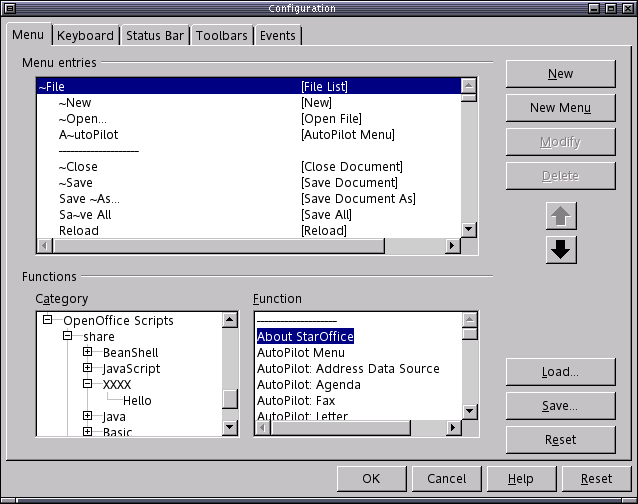 Configuration
Menu Keyboard Status Bar Toolbars Events
Menu entries
~File [File List]
~New [New]
~Open... [Open File]
A~utoPilot [AutoPilot Menu]
--------------------
~Close [Close Document]
~Save [Save Document]
Save ~As... [Save Document As]
Sa~ve All [Save All]
Reload [Reload]
New
New Menu
Modify
Delete
Functions
Category
OpenOffice Scripts
share
BeanShell
JavaScript
XXXX
Hello
Java
Basic
Function
--------------------
About StarOffice
AutoPilot Menu
AutoPilot: Address Data Source
AutoPilot: Agenda
AutoPilot: Fax
AutoPilot: Letter
Load...
Save...
Reset
OK Cancel Help Reset